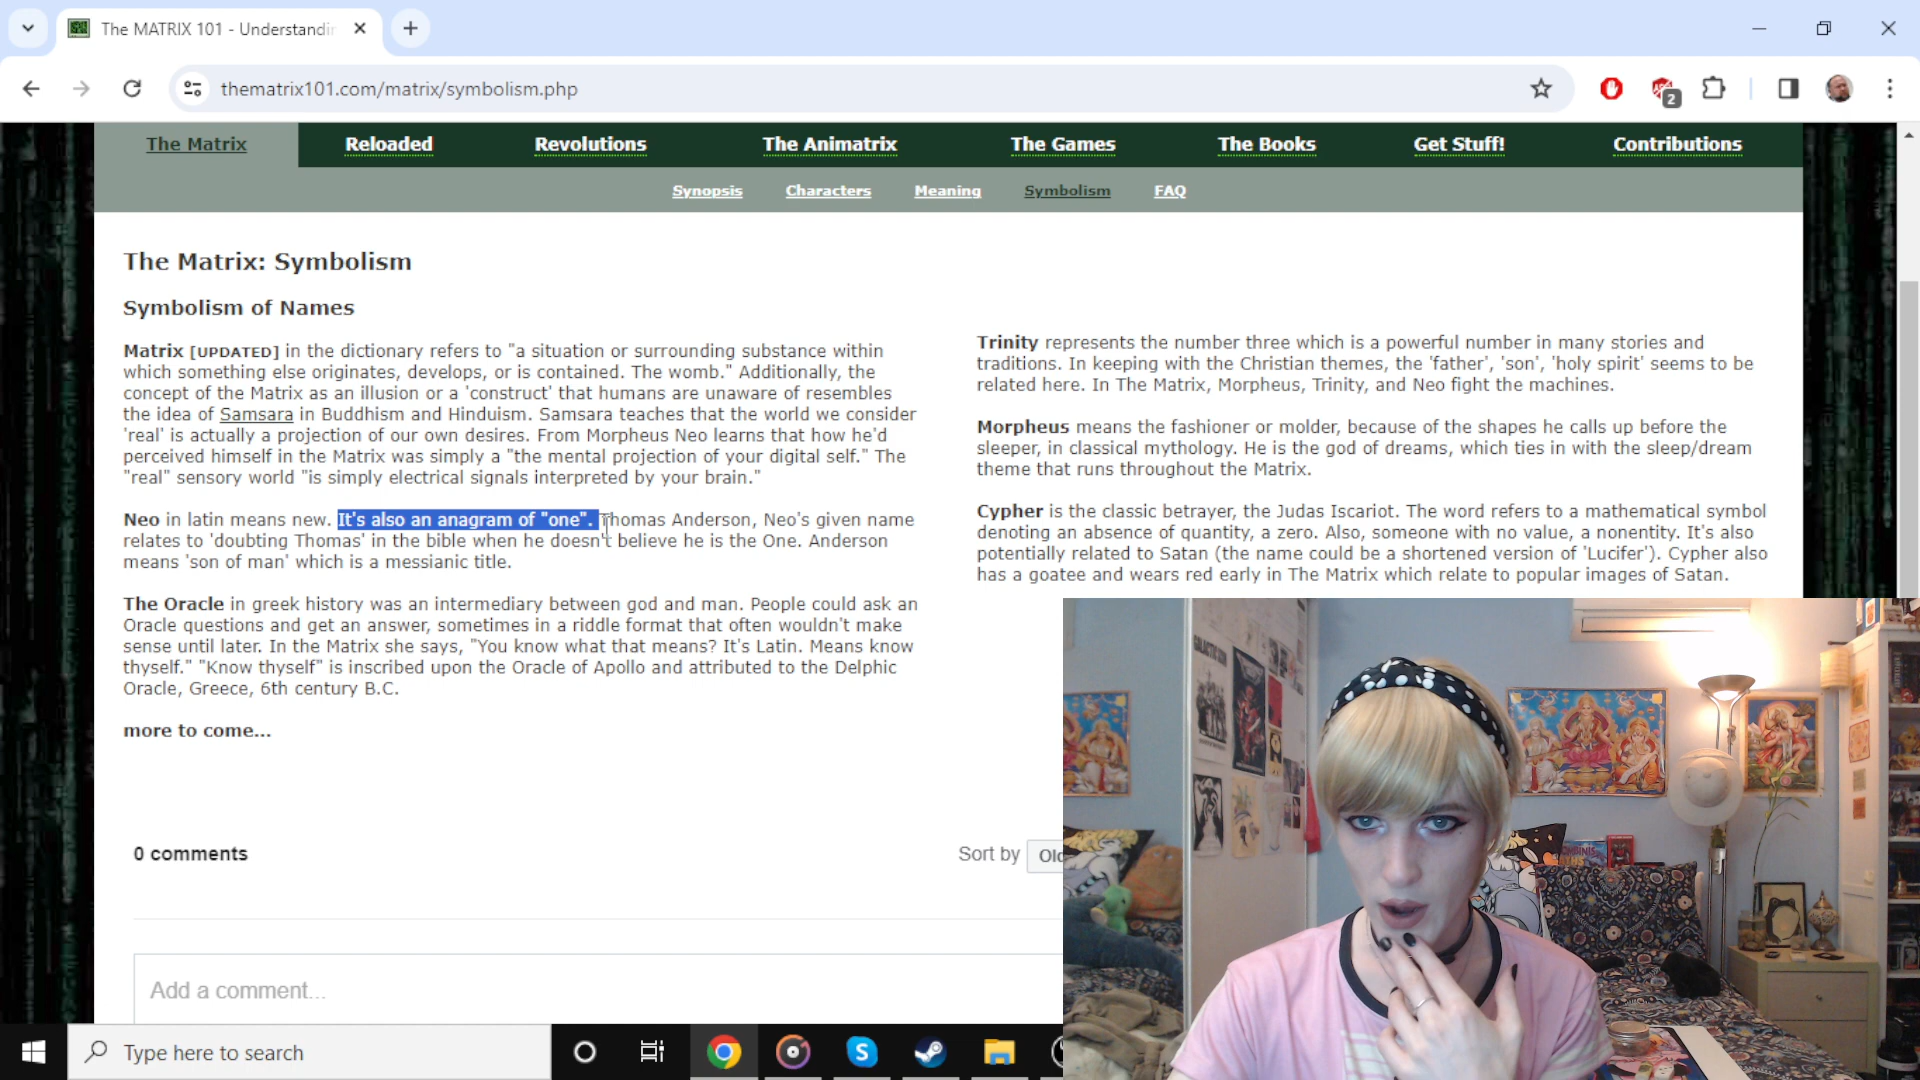 The MATRIX 101 - Understandin
thematrix101.com/matrix/symbolism.php
2
The Matrix
Reloaded
Revolutions
The Animatrix
The Games
The Books
Get Stuff!
Contributions
Synopsis
Characters
Meaning
Symbolism
FAQ
The Matrix: Symbolism
Symbolism of Names
Matrix [UPDATED] in the dictionary refers to "a situation or surrounding substance within
which something else originates, develops, or is contained. The womb." Additionally, the
concept of the Matrix as an illusion or a 'construct' that humans are unaware of resembles
the idea of Samsara in Buddhism and Hinduism. Samsara teaches that the world we consider
'real' is actually a projection of our own desires. From Morpheus Neo learns that how he'd
perceived himself in the Matrix was simply a "the mental projection of your digital self." The
"real" sensory world "is simply electrical signals interpreted by your brain."
Neo in latin means new. It's also an anagram of "one". Thomas Anderson, Neo's given name
relates to 'doubting Thomas' in the bible when he doesn't believe he is the One. Anderson
means 'son of man' which is a messianic title.
The Oracle in greek history was an intermediary between god and man. People could ask an
Oracle questions and get an answer, sometimes in a riddle format that often wouldn't make
sense until later. In the Matrix she says, "You know what that means? It's Latin. Means know
thyself." "Know thyself" is inscribed upon the Oracle of Apollo and attributed to the Delphic
Oracle, Greece, 6th century B.C.
more to come...
Trinity represents the number three which is a powerful number in many stories and
traditions. In keeping with the Christian themes, the 'father', 'son', 'holy spirit' seems to be
related here. In The Matrix, Morpheus, Trinity, and Neo fight the machines.
Morpheus means the fashioner or molder, because of the shapes he calls up before the
sleeper, in classical mythology. He is the god of dreams, which ties in with the sleep/dream
theme that runs throughout the Matrix.
Cypher is the classic betrayer, the Judas Iscariot. The word refers to a mathematical symbol
denoting an absence of quantity, a zero. Also, someone with no value, a nonentity. It's also
potentially related to Satan (the name could be a shortened version of 'Lucifer'). Cypher also
has a goatee and wears red early in The Matrix which relate to popular images of Satan.
0 comments
Sort by
Old
Add a comment...
Type here to search